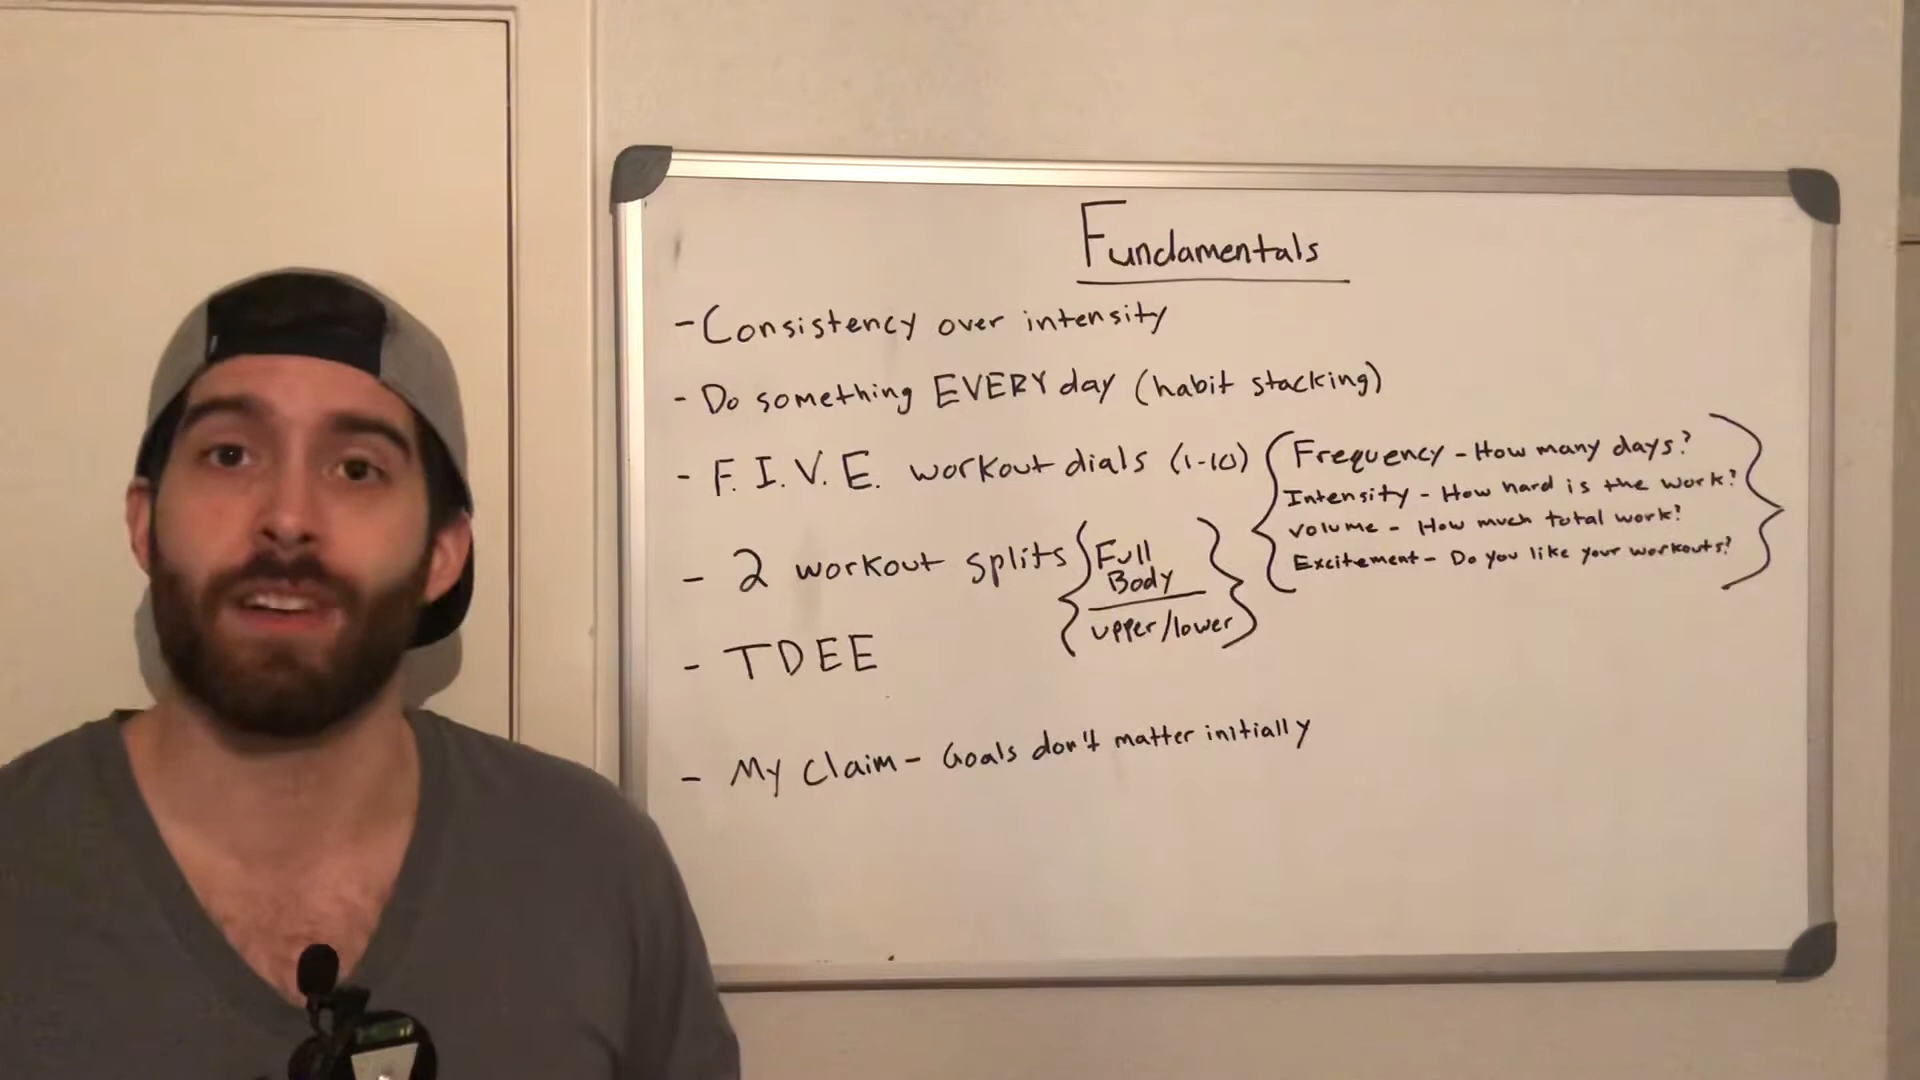 Fundamentals
- Consistency over intensity
- Do something EVERY day (habit stacking)
- F. I. V. E. workout dials (1-10)
Frequency - How many days?
Intensity - How hard is the work?
Volume - How much total work?
Excitement - Do you like your workouts?
- 2 workout splits
Full
Body
upper/lower
- TDEE
- My Claim - Goals don't matter initially